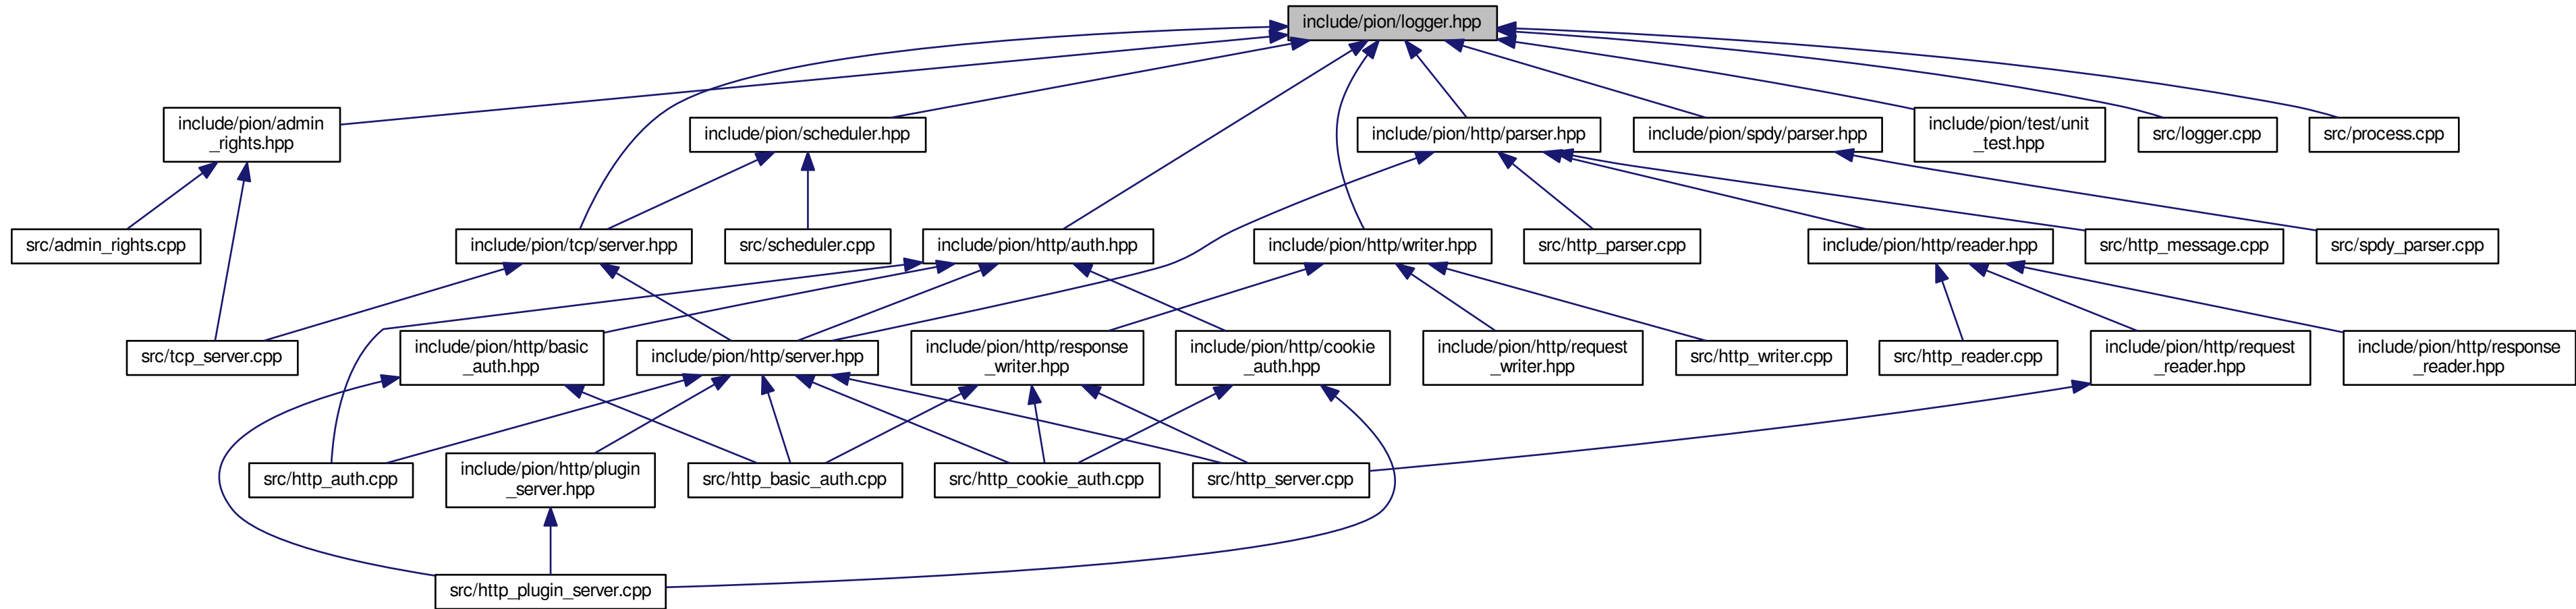 include/pion/logger.hpp
include/pion/admin
_rights.hpp
include/pion/scheduler.hpp
include/pion/http/parser.hpp
include/pion/spdy/parser.hpp
include/pion/test/unit
_test.hpp
src/logger.cpp
src/process.cpp
src/admin_rights.cpp
include/pion/tcp/server.hpp
src/scheduler.cpp
include/pion/http/auth.hpp
include/pion/http/writer.hpp
src/http_parser.cpp
include/pion/http/reader.hpp
src/http_message.cpp
src/spdy_parser.cpp
src/tcp_server.cpp
include/pion/http/basic
_auth.hpp
include/pion/http/server.hpp
include/pion/http/response
_writer.hpp
include/pion/http/cookie
_auth.hpp
include/pion/http/request
_writer.hpp
src/http_writer.cpp
src/http_reader.cpp
include/pion/http/request
_reader.hpp
include/pion/http/response
_reader.hpp
src/http_auth.cpp
include/pion/http/plugin
_server.hpp
src/http_basic_auth.cpp
src/http_cookie_auth.cpp
src/http_server.cpp
src/http_plugin_server.cpp